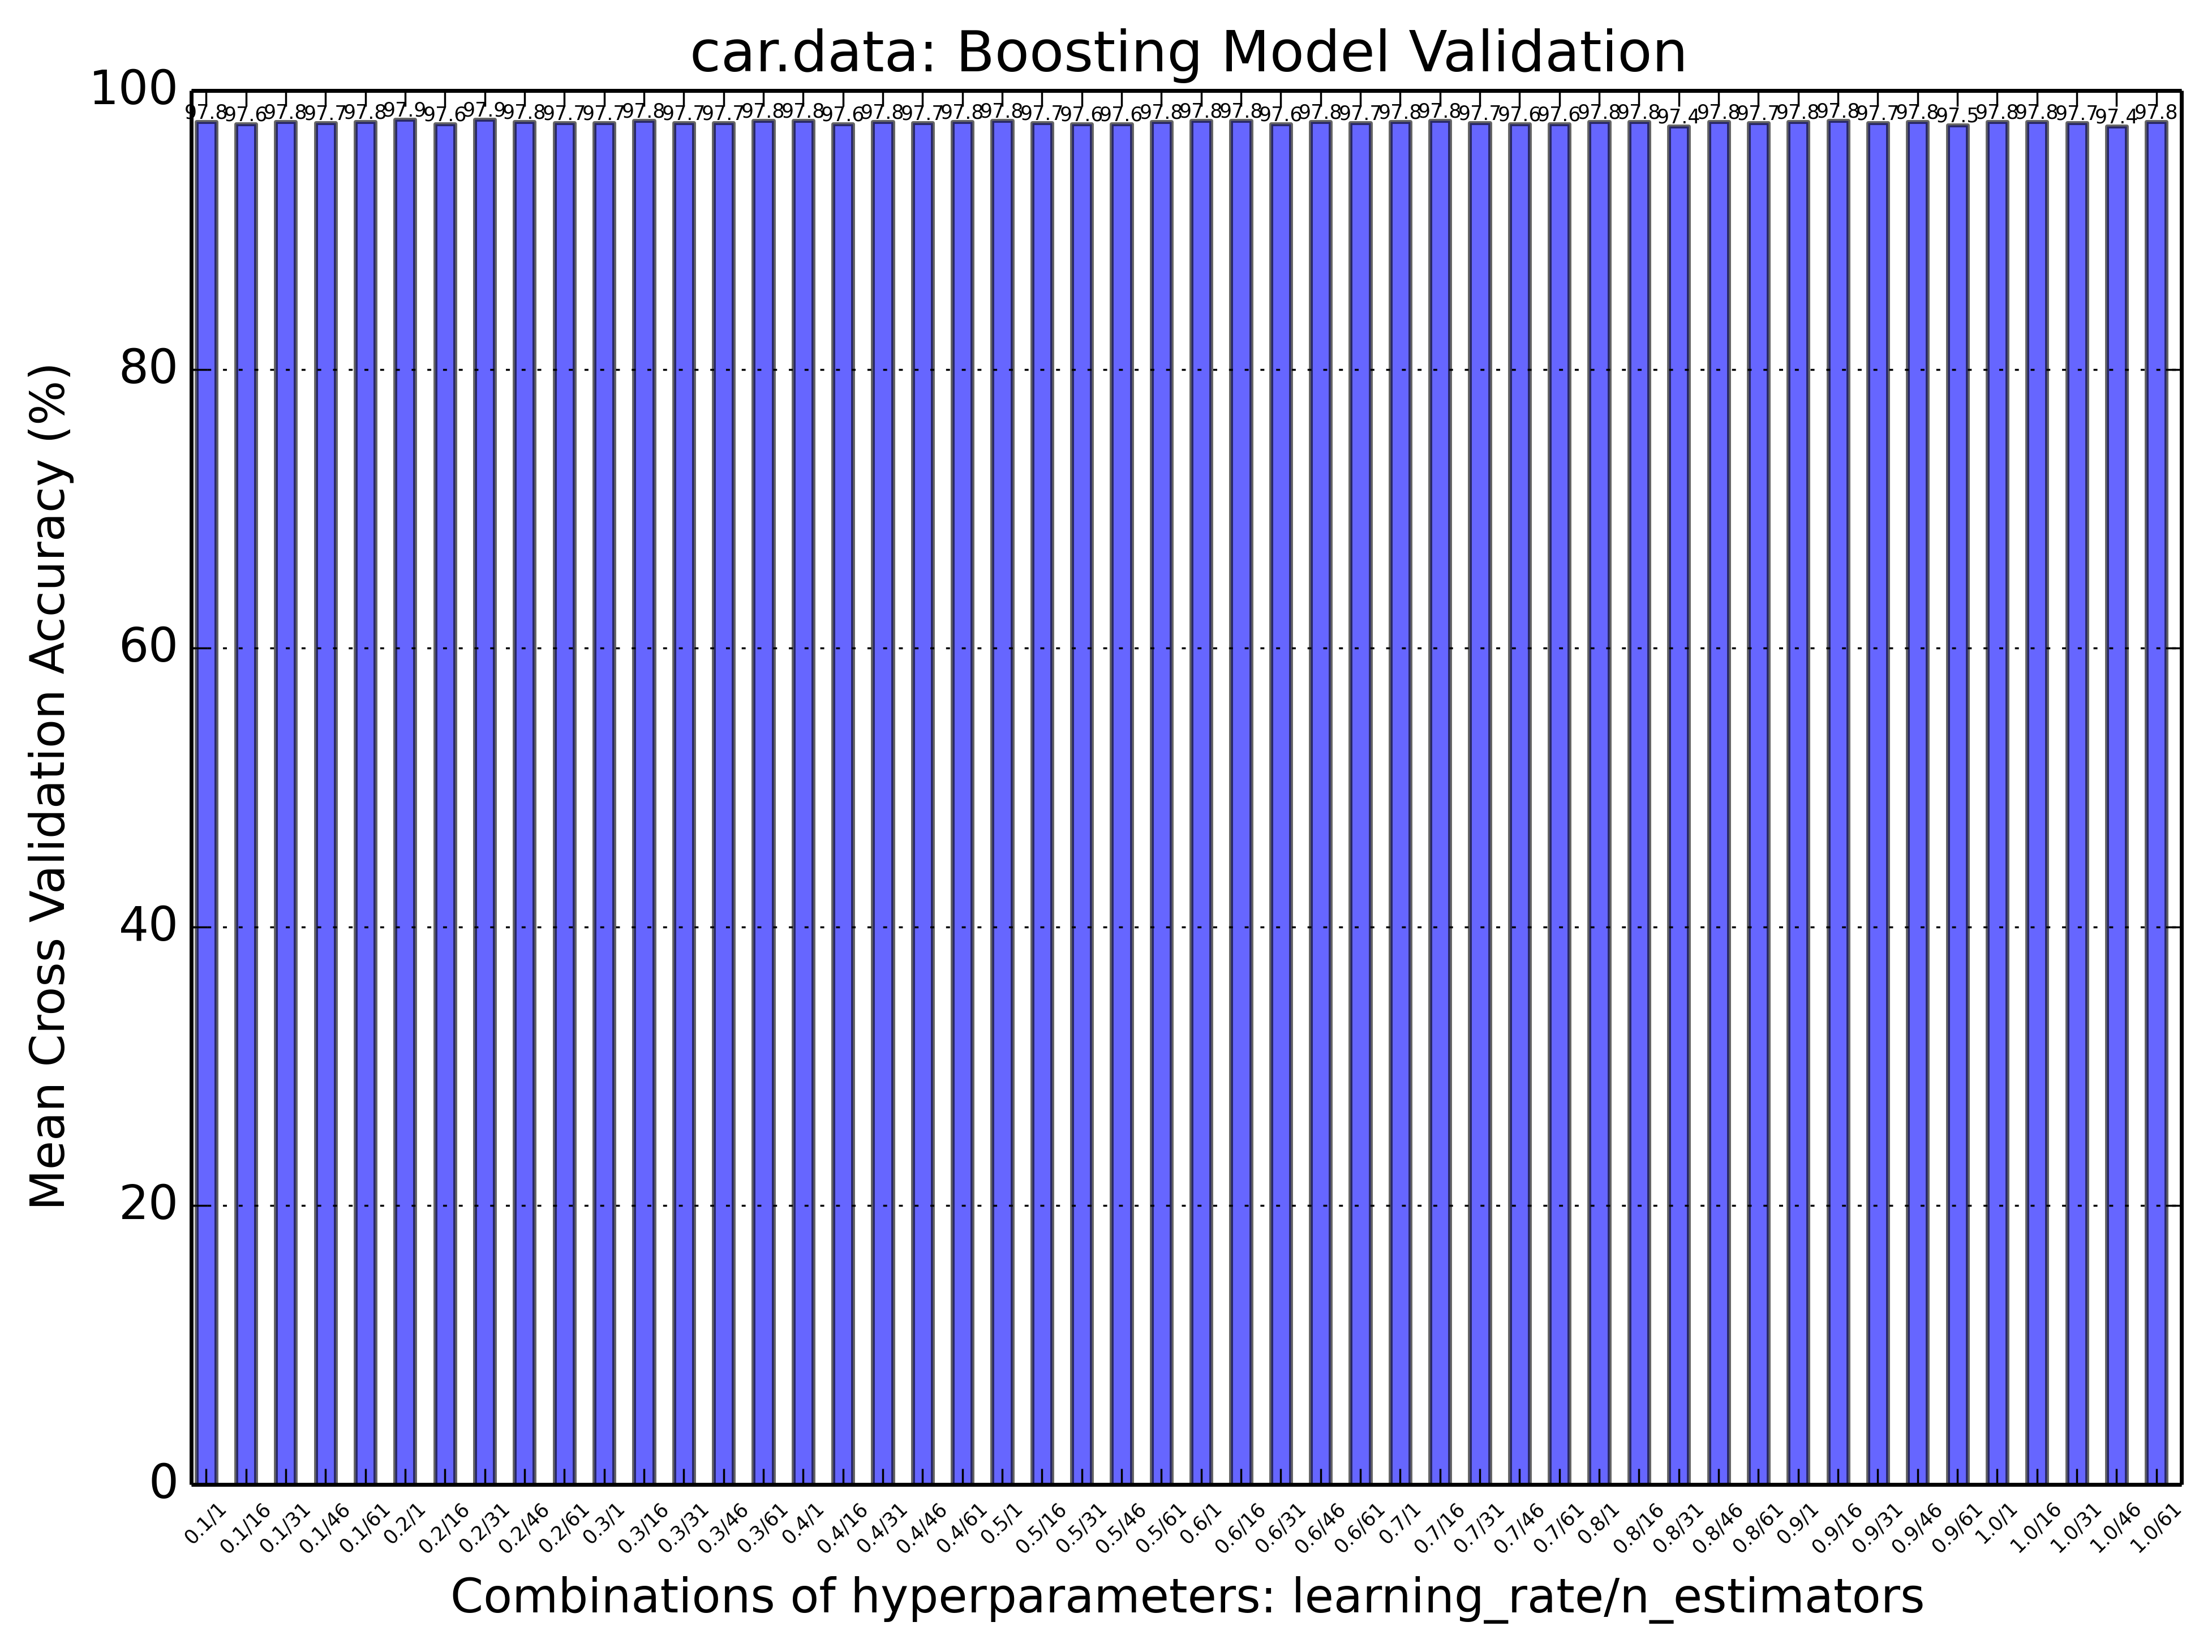 car.data: Boosting Model Validation
100
80
60
40
20
0
Mean Cross Validation Accuracy (%)
97.8 97.6 97.8 97.7 97.8 97.9 97.6 97.9 97.8 97.7 97.7 97.8 97.7 97.7 97.8 97.8 97.6 97.8 97.7 97.8 97.8 97.7 97.6 97.6 97.8 97.8 97.8 97.6 97.8 97.7 97.8 97.8 97.7 97.6 97.6 97.8 97.8 97.4 97.8 97.7 97.8 97.8 97.7 97.8 97.5 97.8 97.8 97.7 97.4 97.8
0.1/1 0.1/16 0.1/31 0.1/46 0.1/61 0.2/1 0.2/16 0.2/31 0.2/46 0.2/61 0.3/1 0.3/16 0.3/31 0.3/46 0.3/61 0.4/1 0.4/16 0.4/31 0.4/46 0.4/61 0.5/1 0.5/16 0.5/31 0.5/46 0.5/61 0.6/1 0.6/16 0.6/31 0.6/46 0.6/61 0.7/1 0.7/16 0.7/31 0.7/46 0.7/61 0.8/1 0.8/16 0.8/31 0.8/46 0.8/61 0.9/1 0.9/16 0.9/31 0.9/46 0.9/61 1.0/1 1.0/16 1.0/31 1.0/46 1.0/61
Combinations of hyperparameters: learning_rate/n_estimators